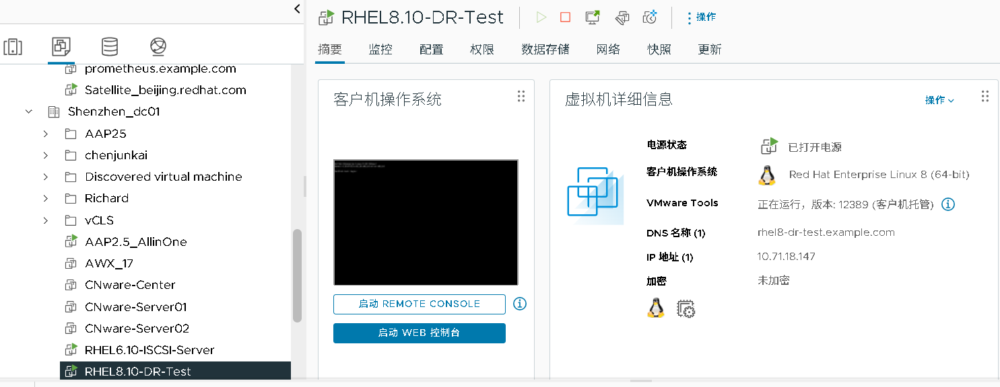 prometheus.example.com
Satellite_beijing.redhat.com
Shenzhen_dc01
AAP25
chenjunkai
Discovered virtual machine
Richard
vCLS
AAP2.5_AllinOne
AWX_17
CNware-Center
CNware-Server01
CNware-Server02
RHEL6.10-ISCSI-Server
RHEL8.10-DR-Test
RHEL8.10-DR-Test 操作
摘要 监控 配置 权限 数据存储 网络 快照 更新
客户机操作系统
启动 REMOTE CONSOLE
启动 WEB 控制台
虚拟机详细信息 操作
电源状态 已打开电源
客户机操作系统 Red Hat Enterprise Linux 8 (64-bit)
VMware Tools 正在运行，版本: 12389 (客户机托管)
DNS 名称 (1) rhel8-dr-test.example.com
IP 地址 (1) 10.71.18.147
加密 未加密